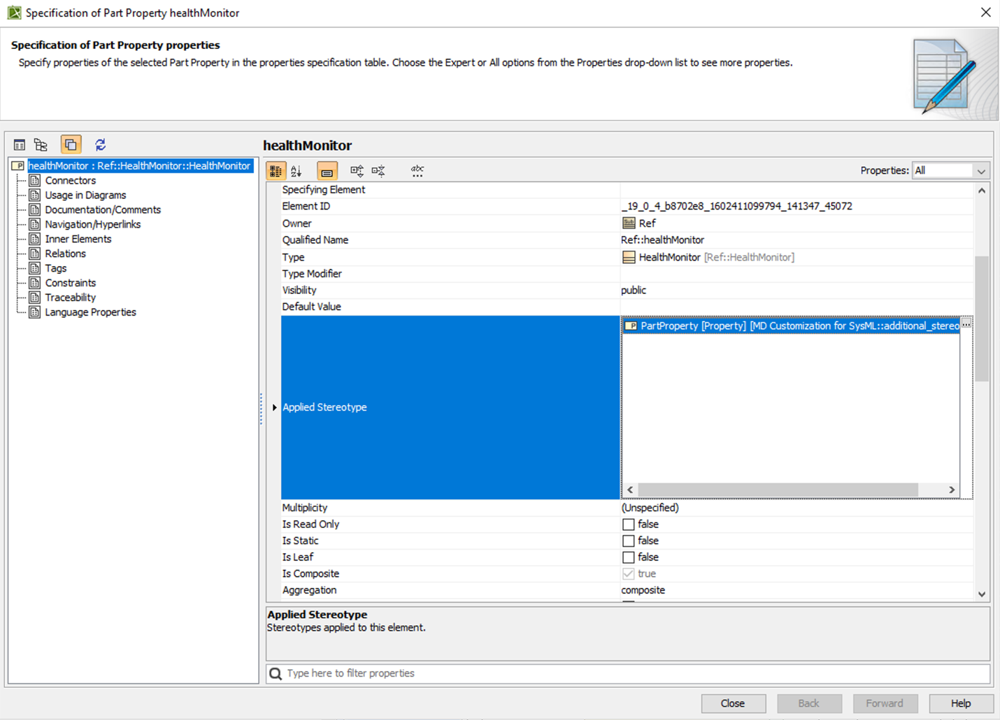 Specification of Part Property healthMonitor
Specification of Part Property properties
Specify properties of the selected Part Property in the properties specification table. Choose the Expert or All options from the Properties drop-down list to see more properties.
healthMonitor
healthMonitor : Ref::HealthMonitor::HealthMonitor
Connectors
Usage in Diagrams
Documentation/Comments
Navigation/Hyperlinks
Inner Elements
Relations
Tags
Constraints
Traceability
Language Properties
Properties: All
Specifying Element
Element ID _19_0_4_b8702e8_1602411099794_141347_45072
Owner Ref
Qualified Name Ref::healthMonitor
Type HealthMonitor [Ref::HealthMonitor]
Type Modifier
Visibility public
Default Value
PartProperty [Property] [MD Customization for SysML::additional_stereo ...
Applied Stereotype
Multiplicity (Unspecified)
Is Read Only false
Is Static false
Is Leaf false
Is Composite true
Aggregation composite
Applied Stereotype
Stereotypes applied to this element.
Type here to filter properties
Close Back Forward Help